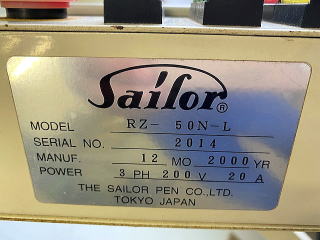 Sailor®
MODEL RZ- 50N-L
SERIAL NO. 2014
MANUF. 12 MO 2000 YR
POWER 3 PH 200 V 20 A
THE SAILOR PEN CO.,LTD.
TOKYO JAPAN